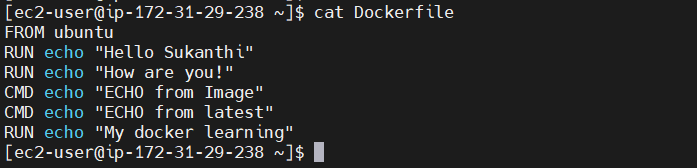 [ec2-user@ip-172-31-29-238 ~]$ cat Dockerfile
FROM ubuntu
RUN echo "Hello Sukanthi"
RUN echo "How are you!"
CMD echo "ECHO from Image"
CMD echo "ECHO from latest"
RUN echo "My docker learning"
[ec2-user@ip-172-31-29-238 ~]$